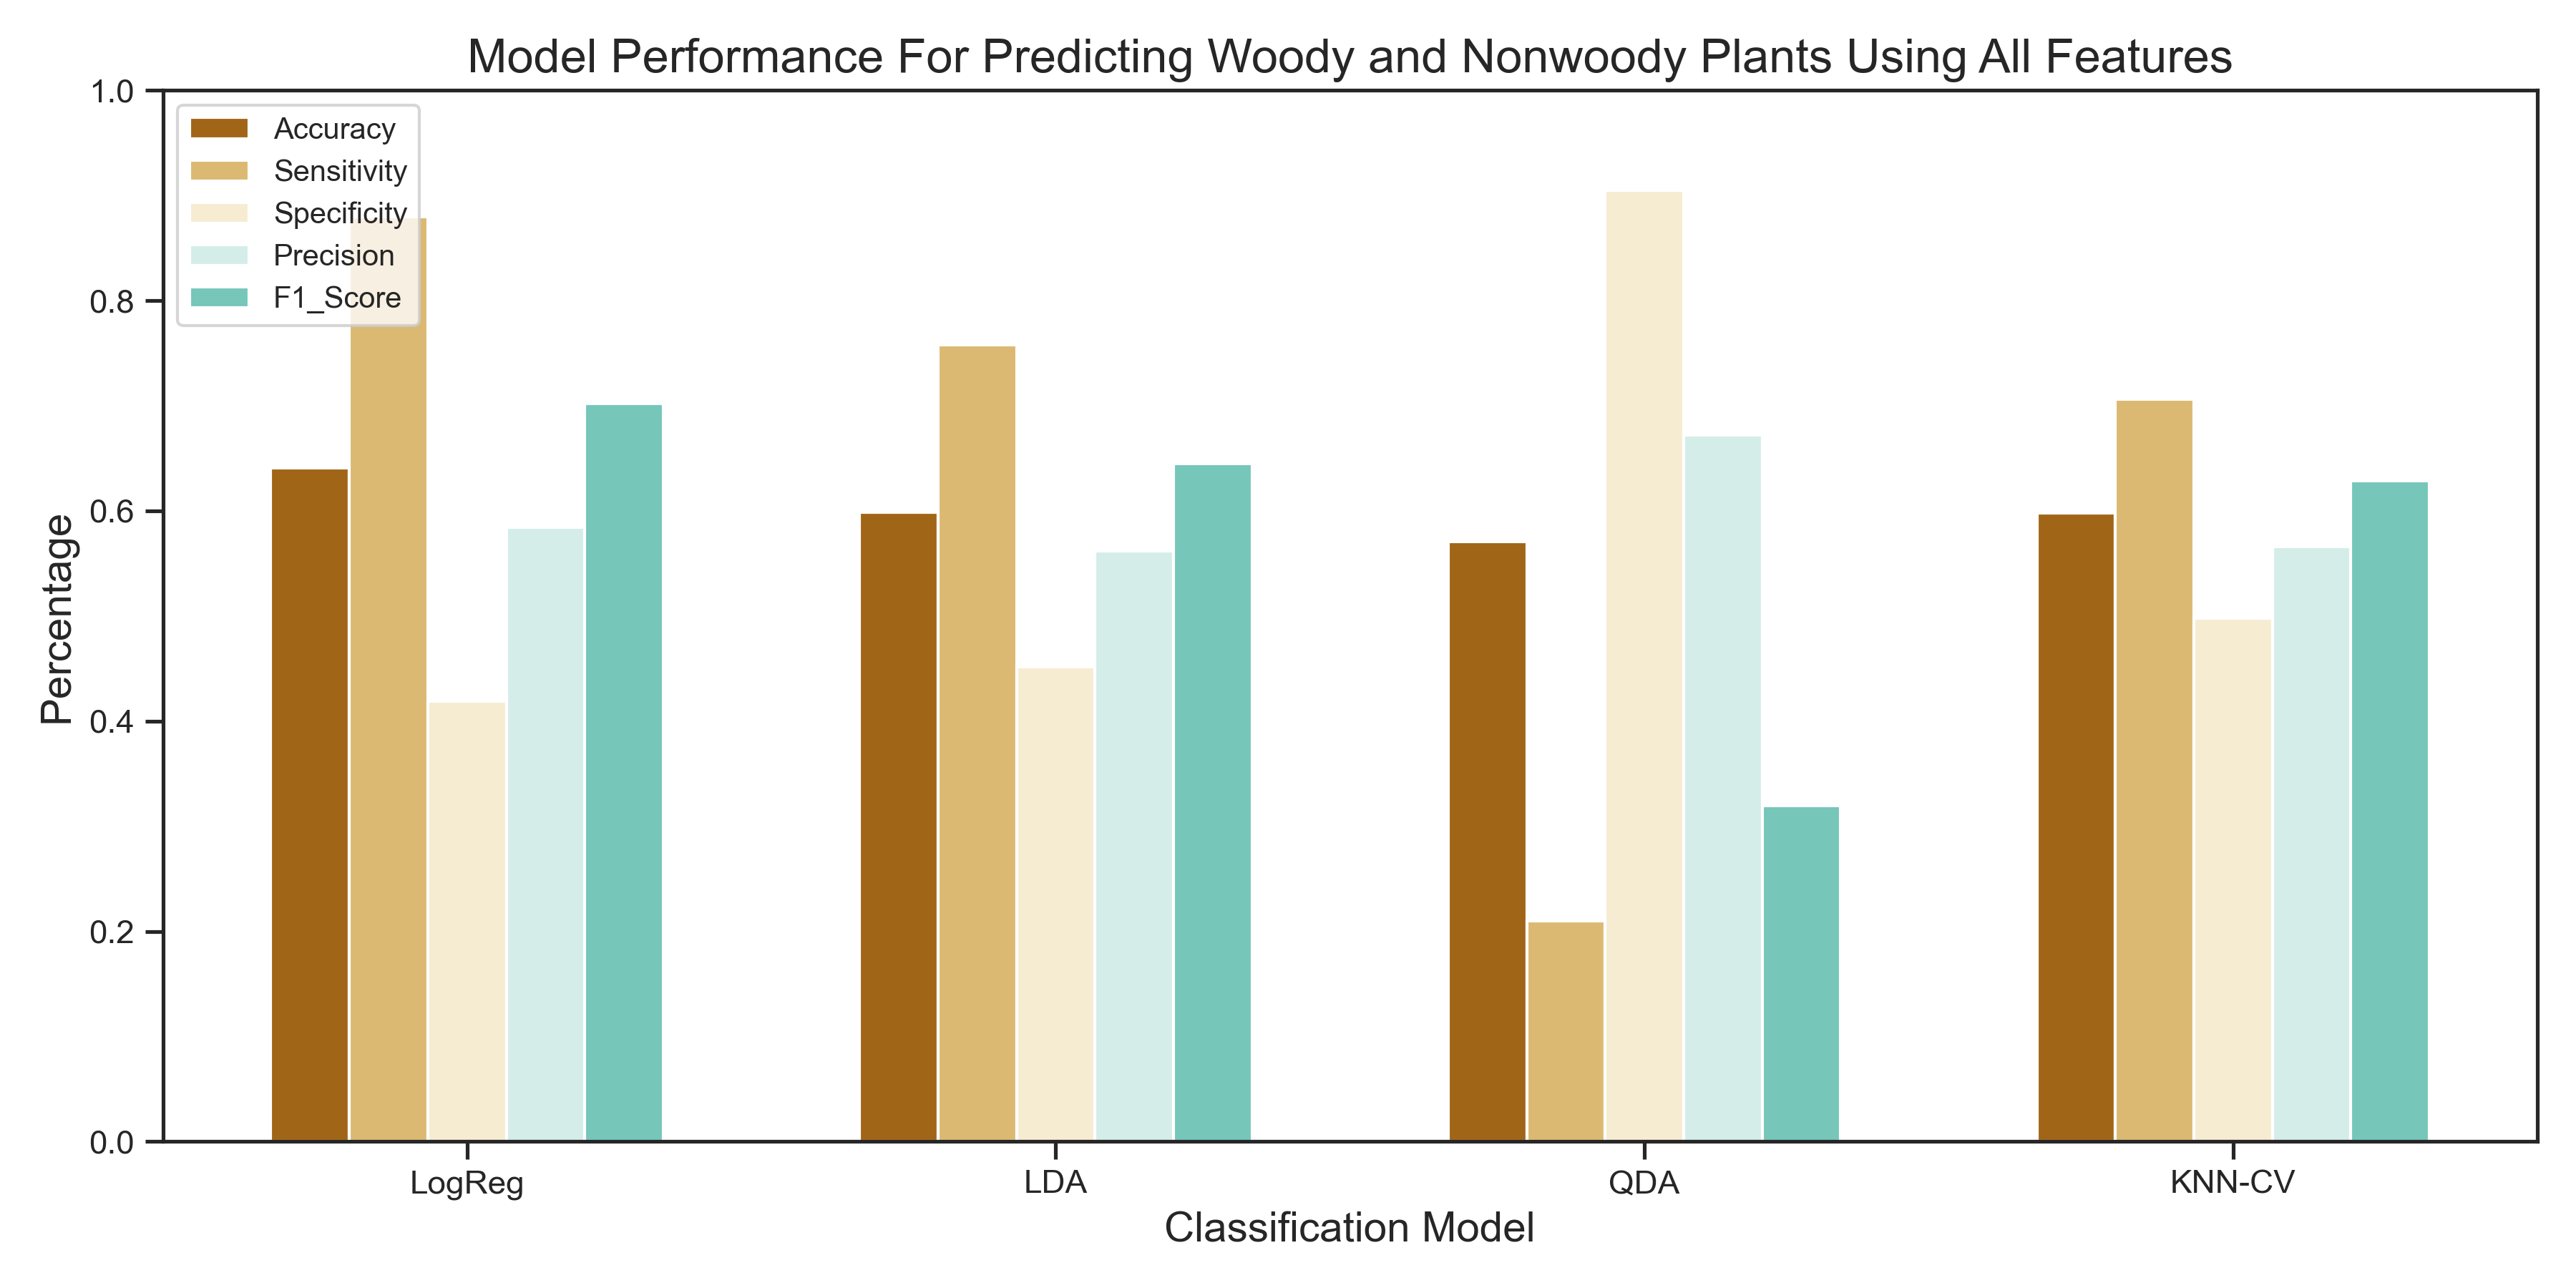 Model Performance For Predicting Woody and Nonwoody Plants Using All Features
1.0
0.8
0.6
0.4
0.2
0.0
Percentage
Accuracy
Sensitivity
Specificity
Precision
F1_Score
LogReg
LDA
QDA
KNN-CV
Classification Model